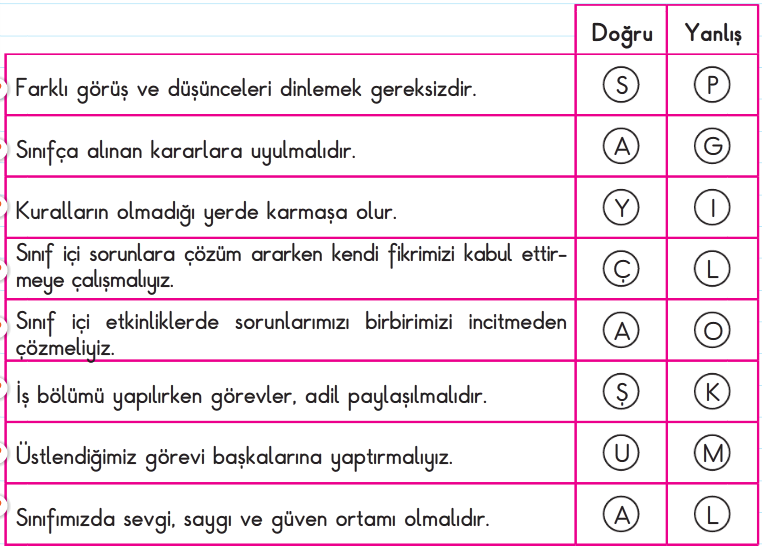 Doğru Yanlış
Farklı görüş ve düşünceleri dinlemek gereksizdir. S P
Sınıfça alınan kararlara uyulmalıdır. A G
Kuralların olmadığı yerde karmaşa olur. Y I
Sınıf içi sorunlara çözüm ararken kendi fikrimizi kabul ettir-
meye çalışmalıyız. Ç L
Sınıf içi etkinliklerde sorunlarımızı birbirimizi incitmeden
çözmeliyiz. A O
İş bölümü yapılırken görevler, adil paylaşılmalıdır. Ş K
Üstlendiğimiz görevi başkalarına yaptırmalıyız. U M
Sınıfımızda sevgi, saygı ve güven ortamı olmalıdır. A L